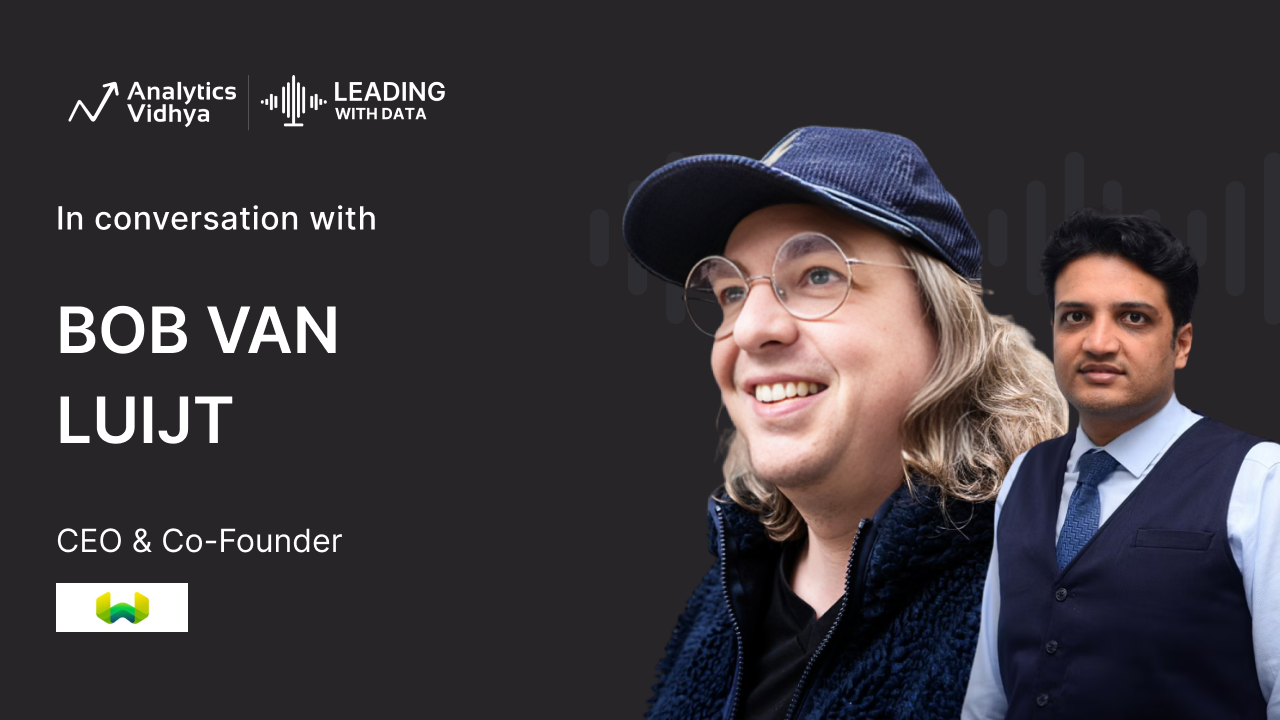 Analytics
Vidhya
LEADING
WITH DATA
In conversation with
BOB VAN
LUIJT
CEO & Co-Founder